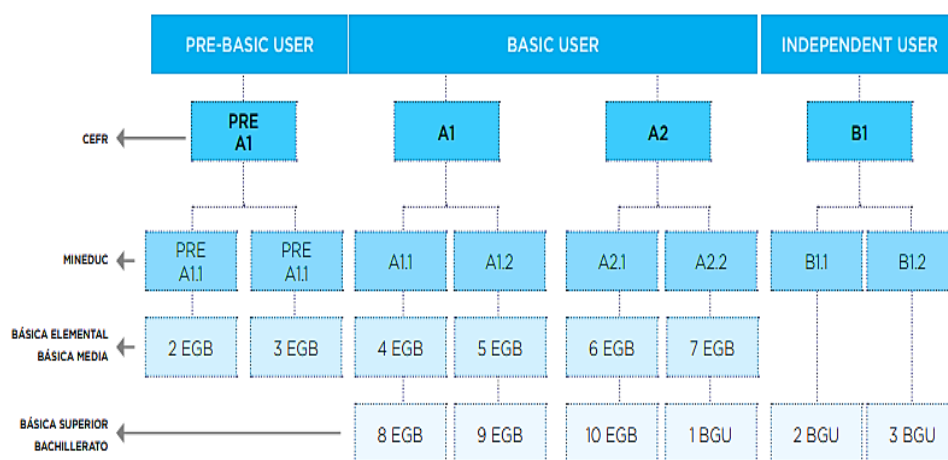 PRE-BASIC USER BASIC USER INDEPENDENT USER
CEFR PRE A1 A1 A2 B1
MINEDUC PRE A1.1 PRE A1.1 A1.1 A1.2 A2.1 A2.2 B1.1 B1.2
BÁSICA ELEMENTAL
BÁSICA MEDIA
2 EGB 3 EGB 4 EGB 5 EGB 6 EGB 7 EGB
BÁSICA SUPERIOR
BACHILLERATO
8 EGB 9 EGB 10 EGB 1 BGU 2 BGU 3 BGU